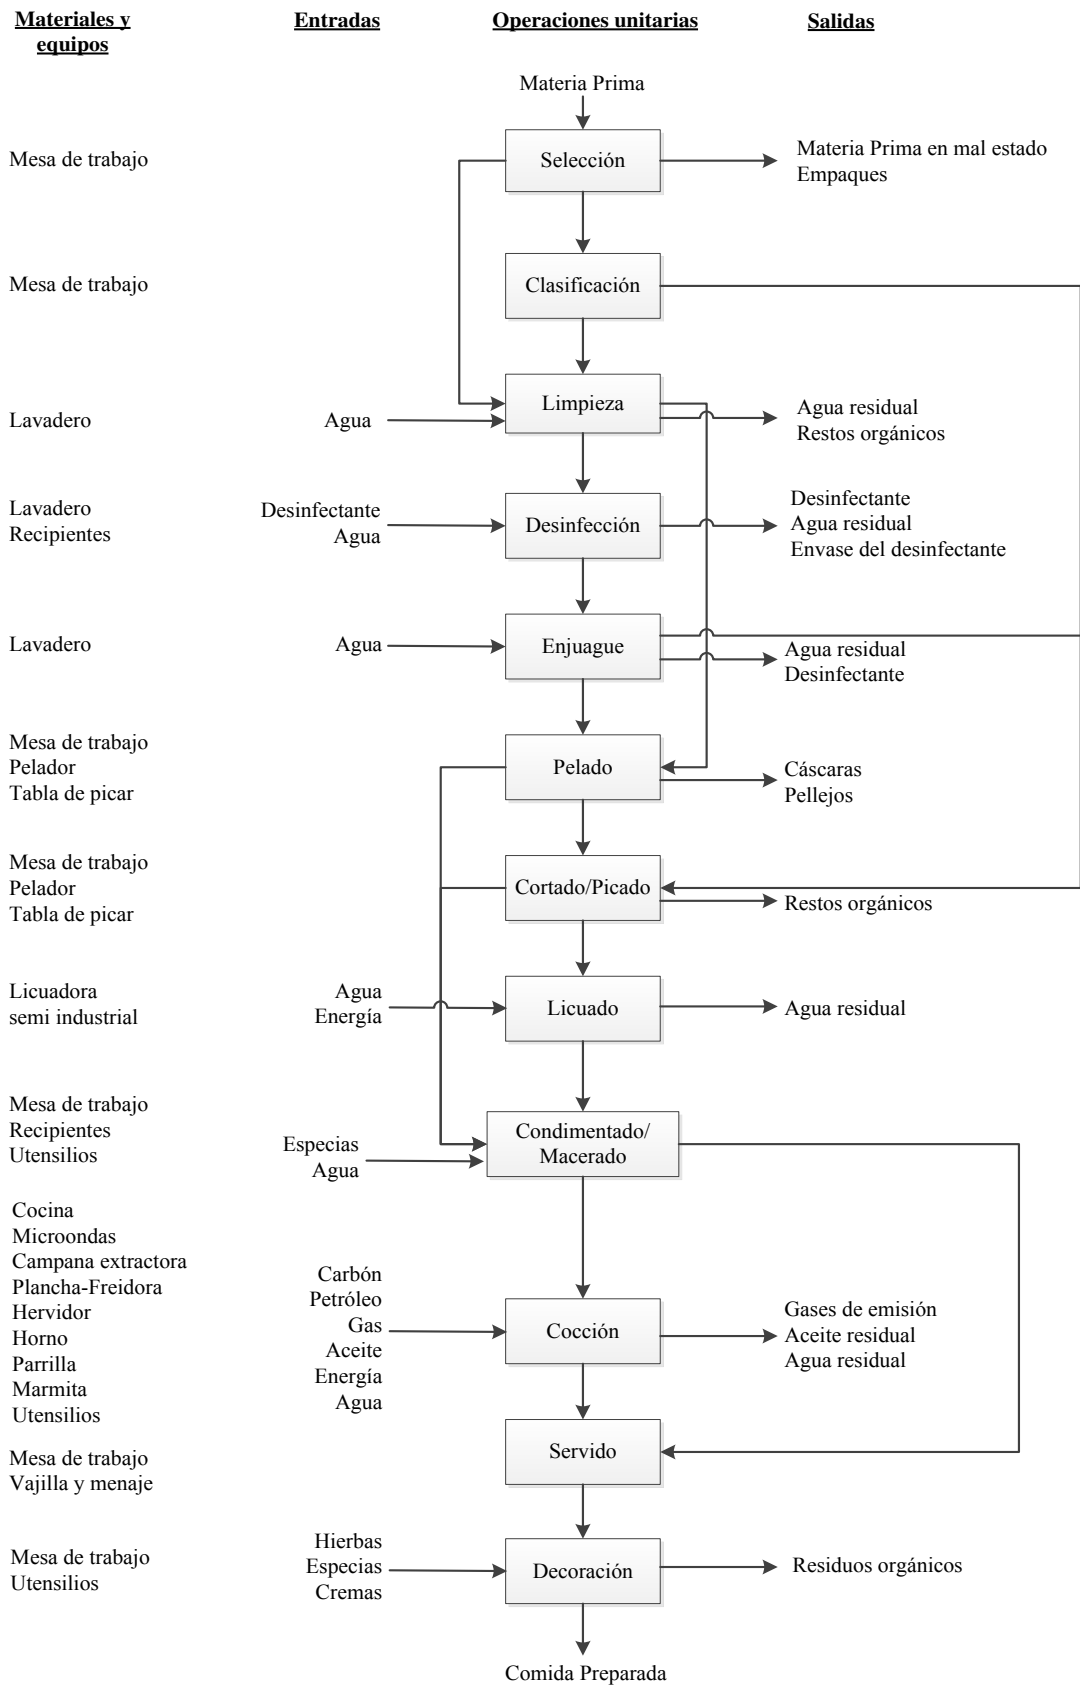 Materiales y
equipos
Entradas
Operaciones unitarias
Salidas
Materia Prima
Mesa de trabajo
Selección
Materia Prima en mal estado
Empaques
Mesa de trabajo
Clasificación
Lavadero
Agua
Limpieza
Agua residual
Restos orgánicos
Lavadero
Recipientes
Desinfectante
Agua
Desinfección
Desinfectante
Agua residual
Envase del desinfectante
Lavadero
Agua
Enjuague
Agua residual
Desinfectante
Mesa de trabajo
Pelador
Tabla de picar
Pelado
Cáscaras
Pellejos
Mesa de trabajo
Pelador
Tabla de picar
Cortado/Picado
Restos orgánicos
Licuadora
semi industrial
Agua
Energía
Licuado
Agua residual
Mesa de trabajo
Recipientes
Utensilios
Especias
Agua
Condimentado/
Macerado
Cocina
Microondas
Campana extractora
Plancha-Freidora
Hervidor
Horno
Parrilla
Marmita
Utensilios
Carbón
Petróleo
Gas
Aceite
Energía
Agua
Cocción
Gases de emisión
Aceite residual
Agua residual
Mesa de trabajo
Vajilla y menaje
Servido
Mesa de trabajo
Utensilios
Hierbas
Especias
Cremas
Decoración
Residuos orgánicos
Comida Preparada